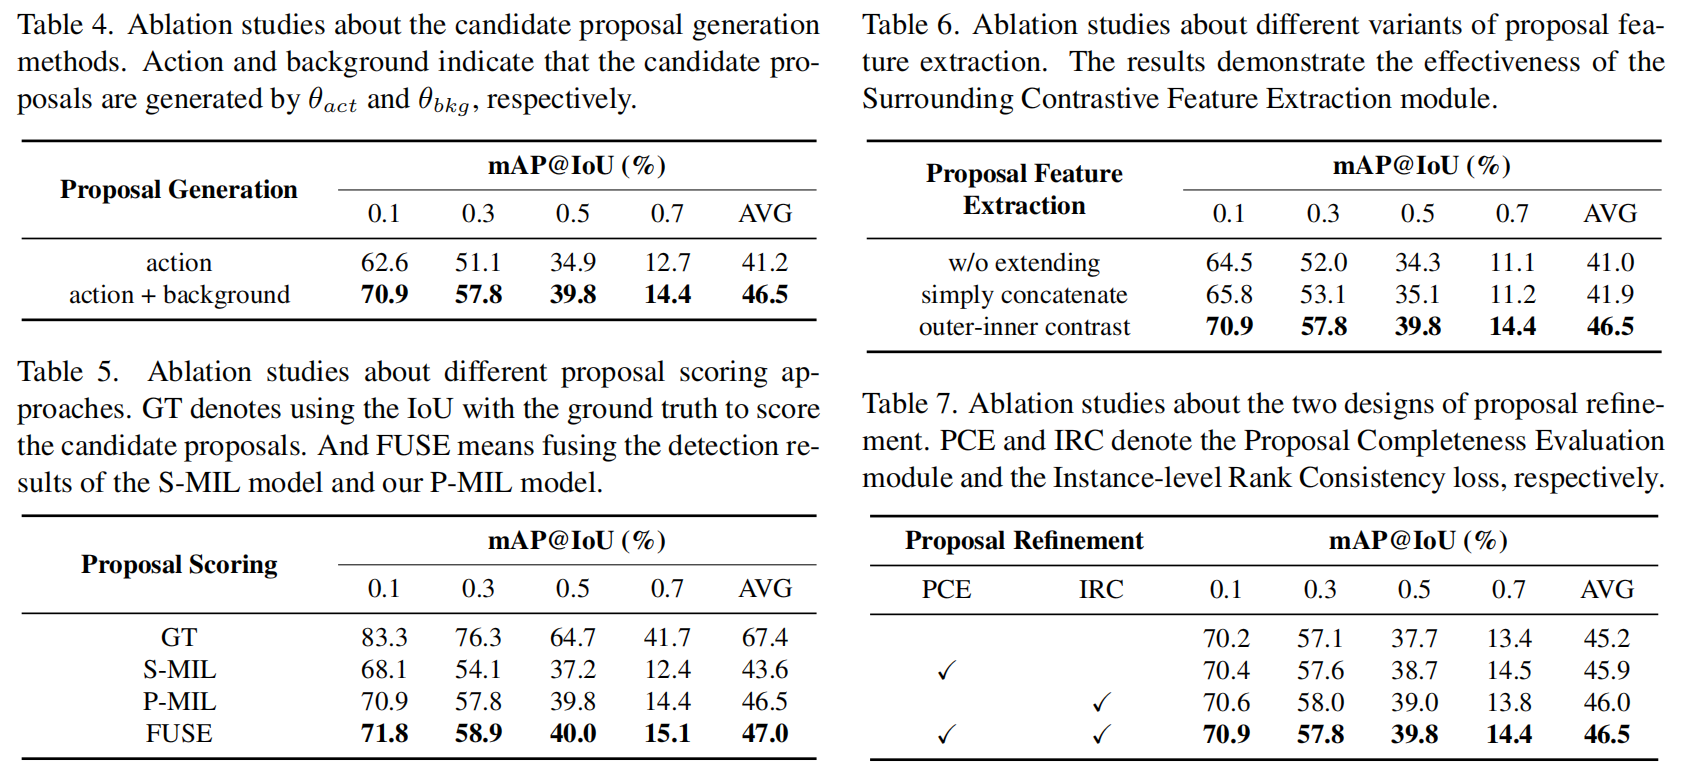 Table 4. Ablation studies about the candidate proposal generation
methods. Action and background indicate that the candidate pro-
posals are generated by θact and θbkg, respectively.
Proposal Generation mAP@IoU (%)
0.1 0.3 0.5 0.7 AVG
action 62.6 51.1 34.9 12.7 41.2
action + background 70.9 57.8 39.8 14.4 46.5
Table 5. Ablation studies about different proposal scoring ap-
proaches. GT denotes using the IoU with the ground truth to score
the candidate proposals. And FUSE means fusing the detection re-
sults of the S-MIL model and our P-MIL model.
Proposal Scoring mAP@IoU (%)
0.1 0.3 0.5 0.7 AVG
GT 83.3 76.3 64.7 41.7 67.4
S-MIL 68.1 54.1 37.2 12.4 43.6
P-MIL 70.9 57.8 39.8 14.4 46.5
FUSE 71.8 58.9 40.0 15.1 47.0
Table 6. Ablation studies about different variants of proposal fea-
ture extraction. The results demonstrate the effectiveness of the
Surrounding Contrastive Feature Extraction module.
Proposal Feature
Extraction
mAP@IoU (%)
0.1 0.3 0.5 0.7 AVG
w/o extending 64.5 52.0 34.3 11.1 41.0
simply concatenate 65.8 53.1 35.1 11.2 41.9
outer-inner contrast 70.9 57.8 39.8 14.4 46.5
Table 7. Ablation studies about the two designs of proposal refine-
ment. PCE and IRC denote the Proposal Completeness Evaluation
module and the Instance-level Rank Consistency loss, respectively.
Proposal Refinement mAP@IoU (%)
PCE IRC 0.1 0.3 0.5 0.7 AVG
70.2 57.1 37.7 13.4 45.2
✓ 70.4 57.6 38.7 14.5 45.9
✓ 70.6 58.0 39.0 13.8 46.0
✓ ✓ 70.9 57.8 39.8 14.4 46.5